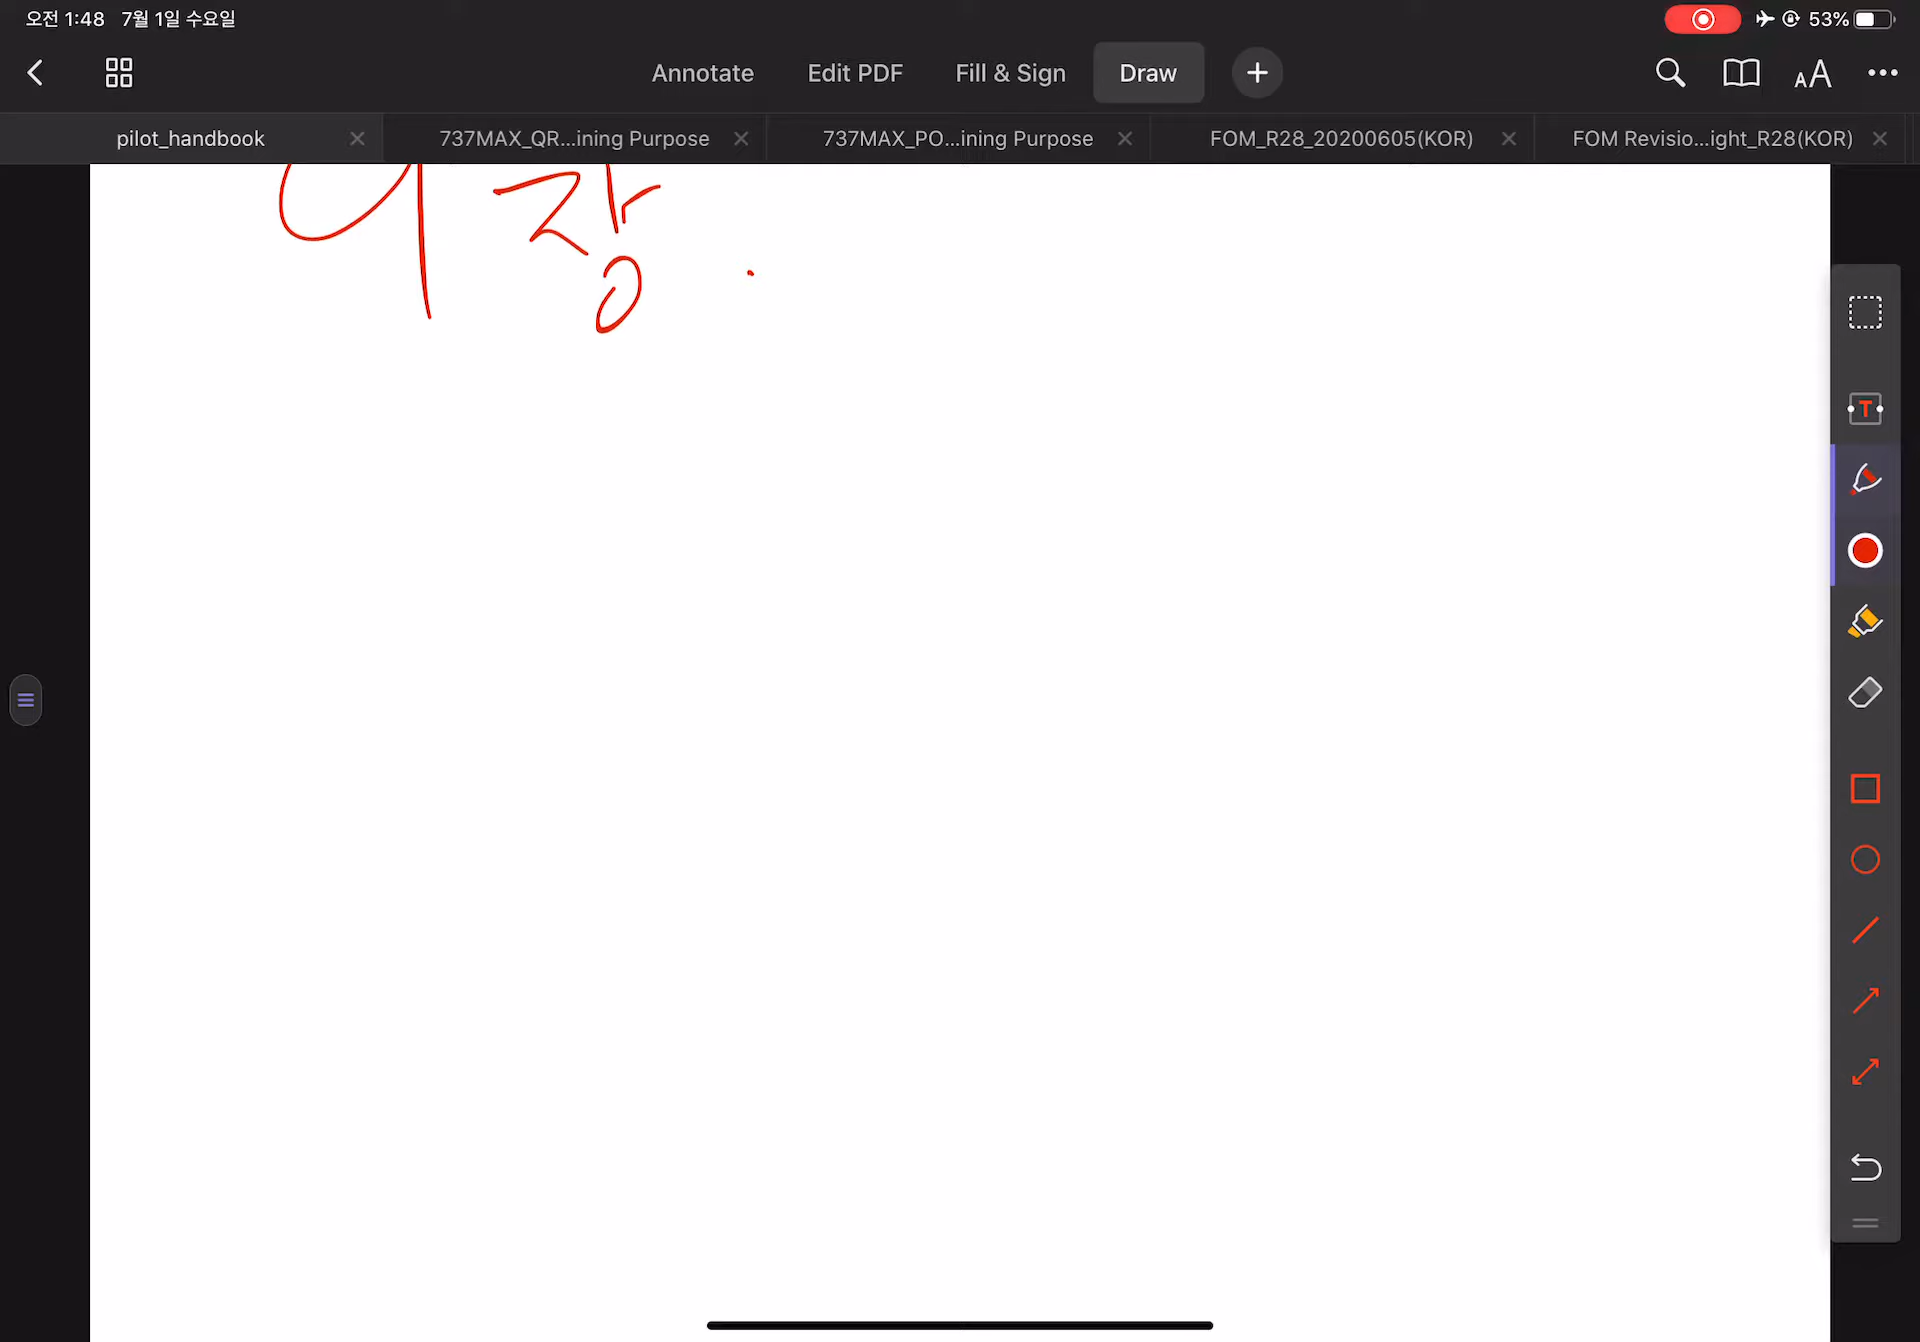 오전 1:48 7월 1일 수요일
53%
Annotate Edit PDF Fill & Sign Draw
pilot_handbook 737MAX_QR...ining Purpose 737MAX_PO...ining Purpose FOM_R28_20200605(KOR) FOM Revisio...ight_R28(KOR)
장.